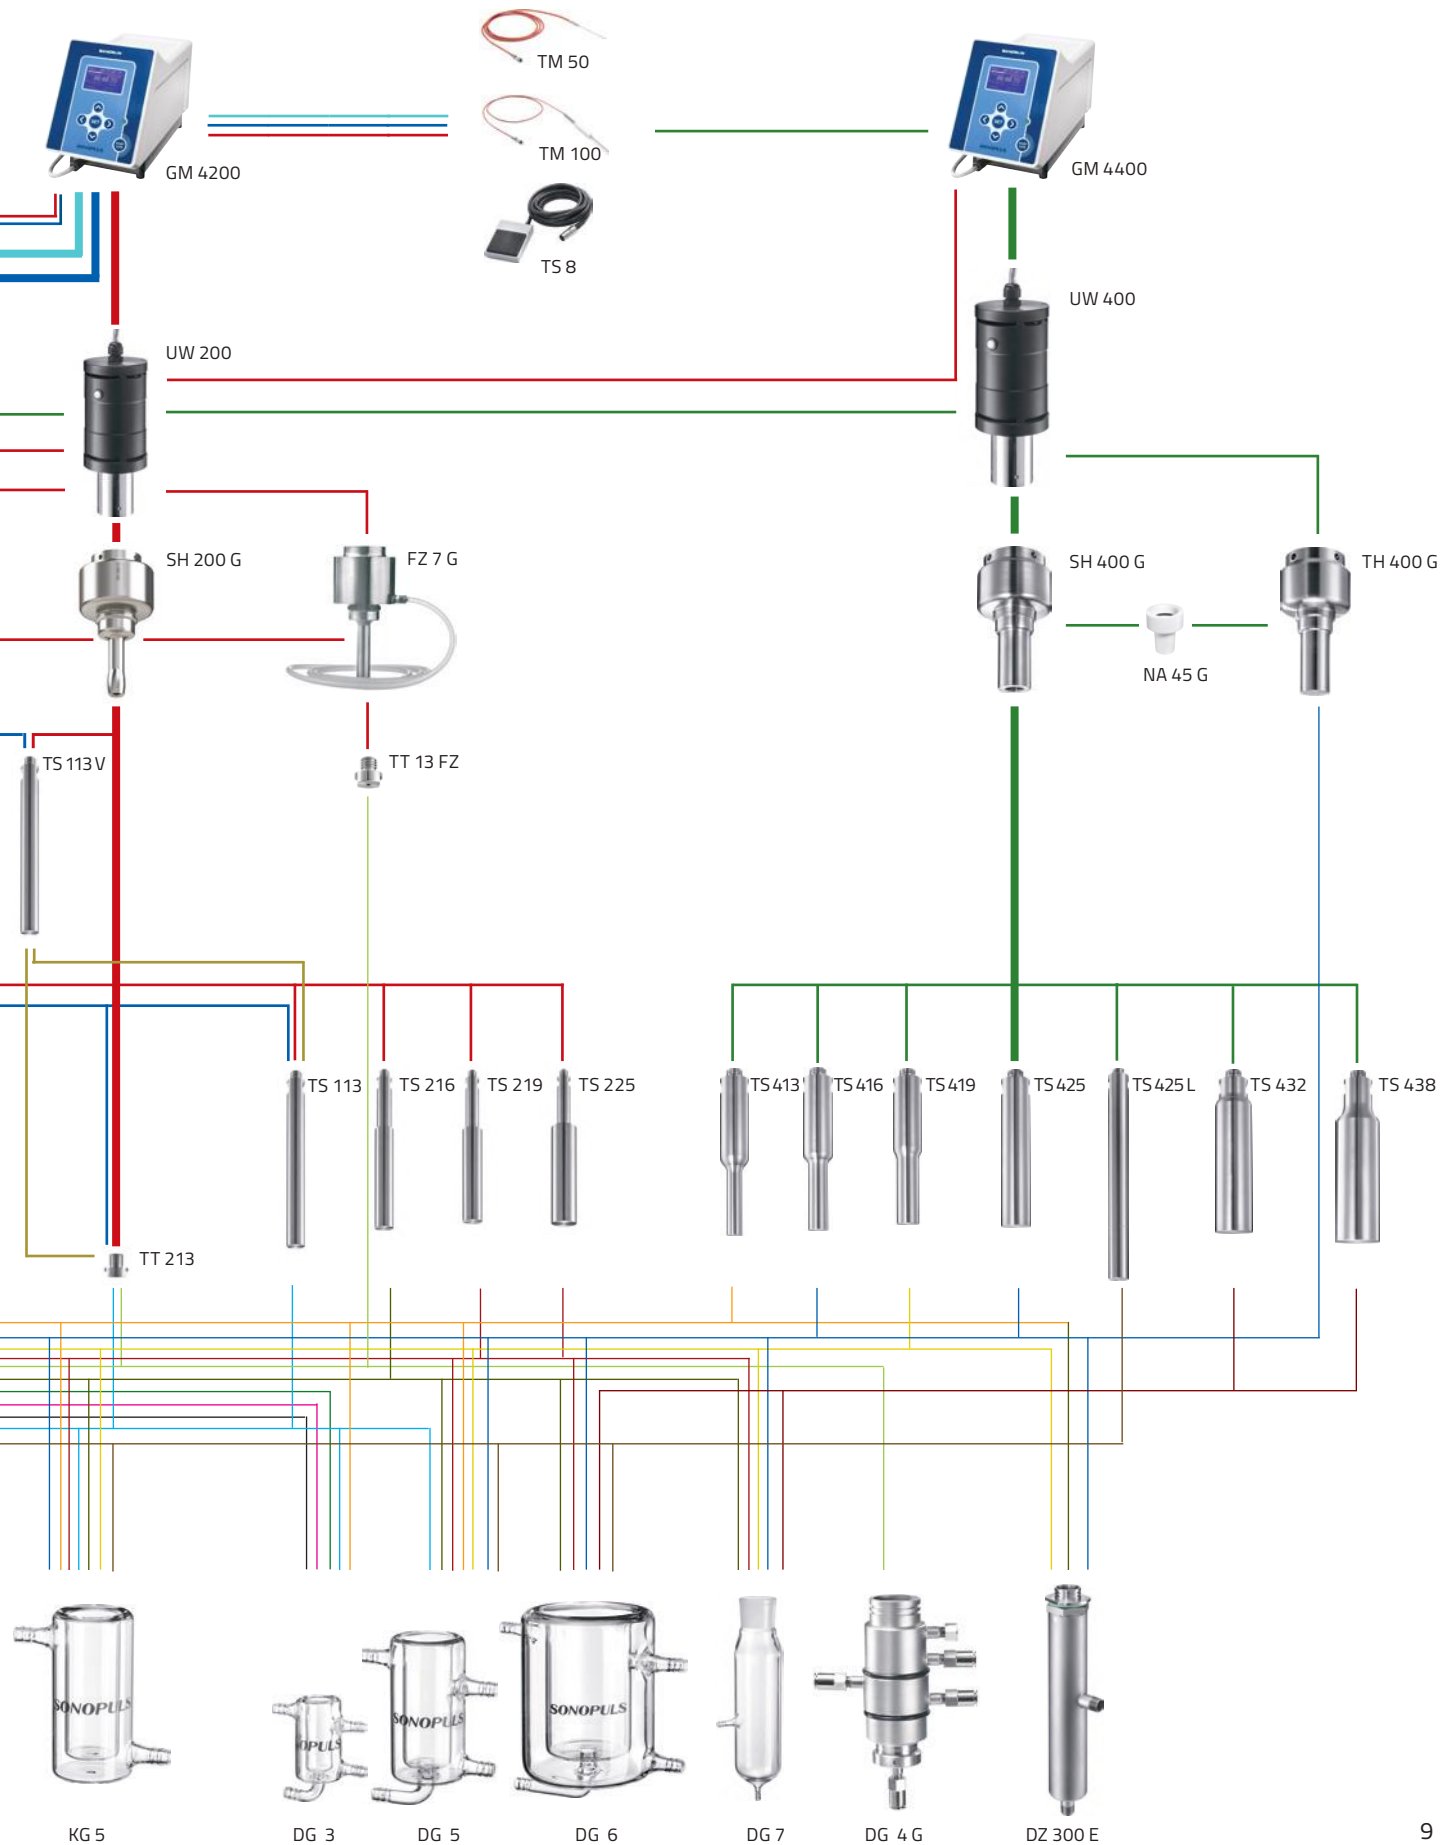 TM 50
GM 4200
TM 100
GM 4400
TS 8
UW 400
UW 200
SH 200 G
FZ 7 G
SH 400 G
TH 400 G
NA 45 G
TS 113 V
TT 13 FZ
TS 113
TS 216
TS 219
TS 225
TS 413
TS 416
TS 419
TS 425
TS 425 L
TS 432
TS 438
TT 213
SONOPULS
SONOPULS
SONOPULS
KG 5
DG 3
DG 5
DG 6
DG 7
DG 4 G
DZ 300 E
9